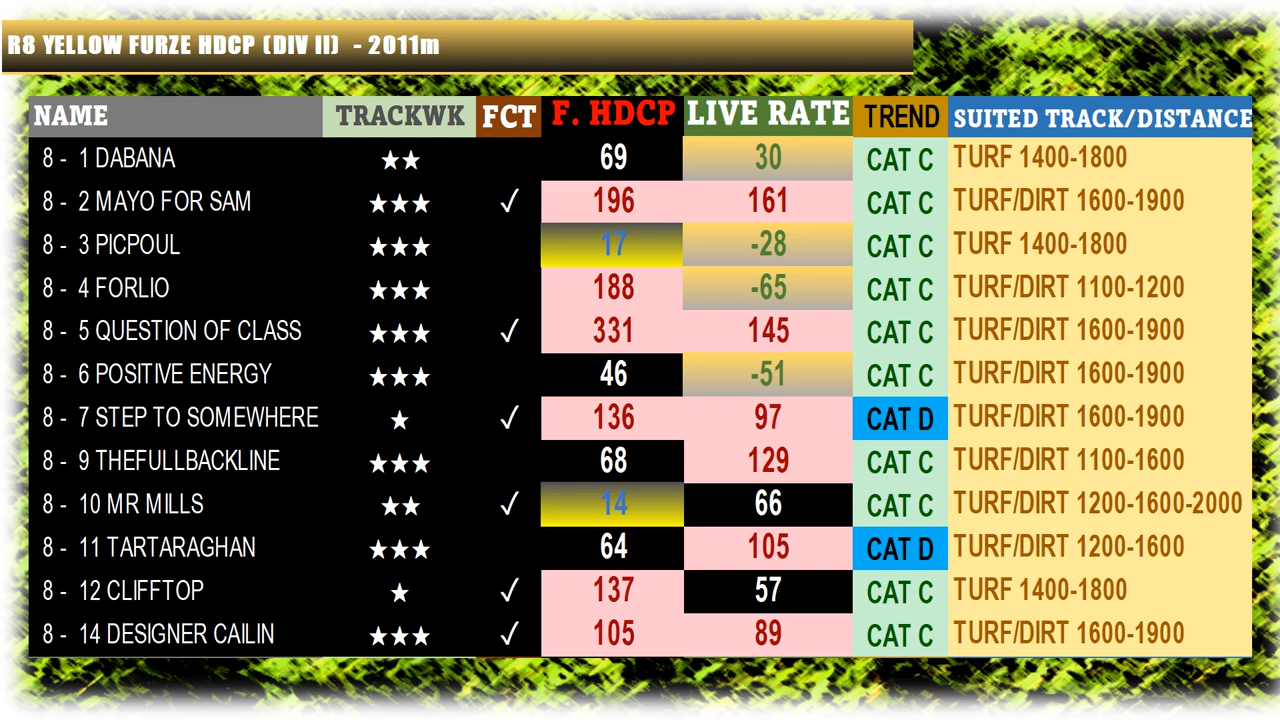 R8 YELLOW FURZE HDCP (DIV II) - 2011m
NAME TRACKWK FCT F. HDCP LIVE RATE TREND SUITED TRACK/DISTANCE
8 - 1 DABANA ★★ 69 30 CAT C TURF 1400-1800
8 - 2 MAYO FOR SAM ★★★ ✓ 196 161 CAT C TURF/DIRT 1600-1900
8 - 3 PICPOUL ★★★ 17 -28 CAT C TURF 1400-1800
8 - 4 FORLIO ★★★ 188 -65 CAT C TURF/DIRT 1100-1200
8 - 5 QUESTION OF CLASS ★★★ ✓ 331 145 CAT C TURF/DIRT 1600-1900
8 - 6 POSITIVE ENERGY ★★★ 46 -51 CAT C TURF/DIRT 1600-1900
8 - 7 STEP TO SOMEWHERE ★ ✓ 136 97 CAT D TURF/DIRT 1600-1900
8 - 9 THEFULLBACKLINE ★★★ 68 129 CAT C TURF/DIRT 1100-1600
8 - 10 MR MILLS ★★ ✓ 14 66 CAT C TURF/DIRT 1200-1600-2000
8 - 11 TARTARAGHAN ★★★ 64 105 CAT D TURF/DIRT 1200-1600
8 - 12 CLIFFTOP ★ ✓ 137 57 CAT C TURF 1400-1800
8 - 14 DESIGNER CAILIN ★★★ ✓ 105 89 CAT C TURF/DIRT 1600-1900